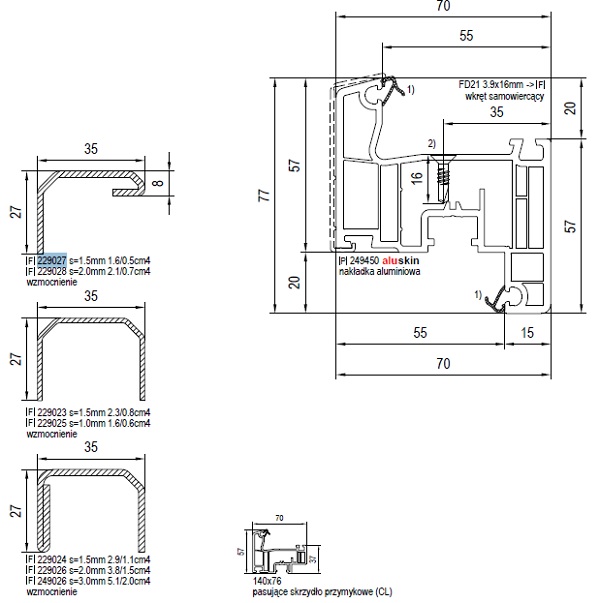 70
55
FD21 3.9x16mm ->|F|
wkręt samowiercący
1)
35
20
2)
16
77
57
57
20
|P| 249450 aluskin
nakładka aluminiowa
1)
55
15
70
35
8
27
|F| 229027 s=1.5mm 1.6/0.5cm4
|F| 229028 s=2.0mm 2.1/0.7cm4
wzmocnienie
35
27
|F| 229023 s=1.5mm 2.3/0.8cm4
|F| 229025 s=1.0mm 1.6/0.6cm4
wzmocnienie
35
27
|F| 229024 s=1.5mm 2.9/1.1cm4
|F| 229026 s=2.0mm 3.8/1.5cm4
|F| 249026 s=3.0mm 5.1/2.0cm4
wzmocnienie
70
57
37
140x76
pasujące skrzydło przymykowe (CL)